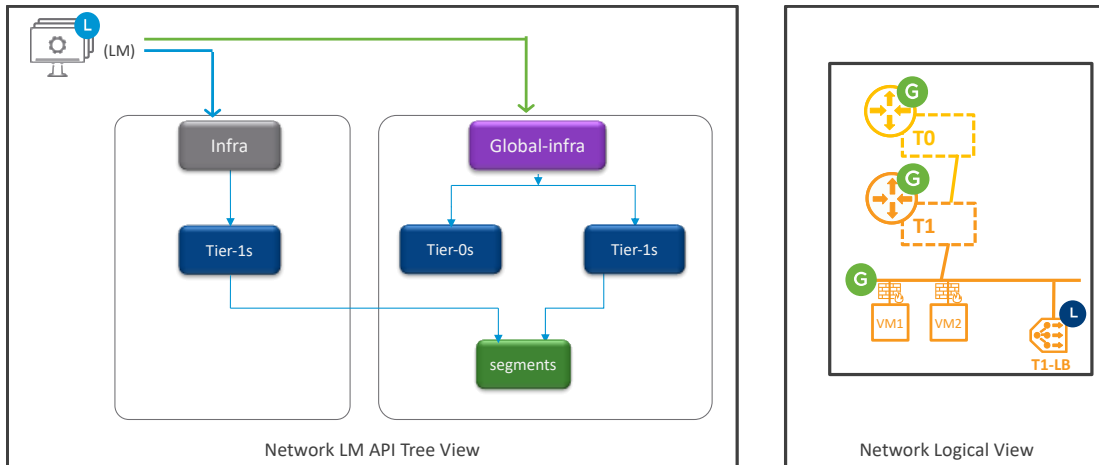 L
(LM)
Infra
Global-infra
Tier-1s
Tier-0s
Tier-1s
segments
Network LM API Tree View
G
T0
G
T1
G
VM1
VM2
L
T1-LB
Network Logical View